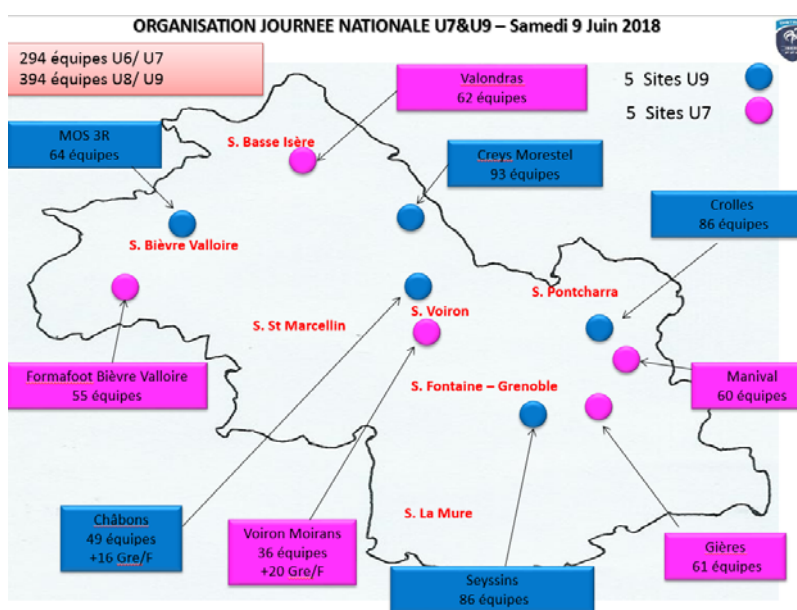 ORGANISATION JOURNEE NATIONALE U7&U9 – Samedi 9 Juin 2018
294 équipes U6/ U7
394 équipes U8/ U9
Valondras
62 équipes
5 Sites U9
5 Sites U7
MOS 3R
64 équipes
S. Basse Isère
Creys Morestel
93 équipes
Crolles
86 équipes
S. Bièvre Valloire
S. Pontcharra
S. Voiron
S. St Marcellin
Formafoot Bièvre Valloire
55 équipes
S. Fontaine – Grenoble
Manival
60 équipes
Châbons
49 équipes
+16 Gre/F
Voiron Moirans
36 équipes
+20 Gre/F
S. La Mure
Gières
61 équipes
Seyssins
86 équipes